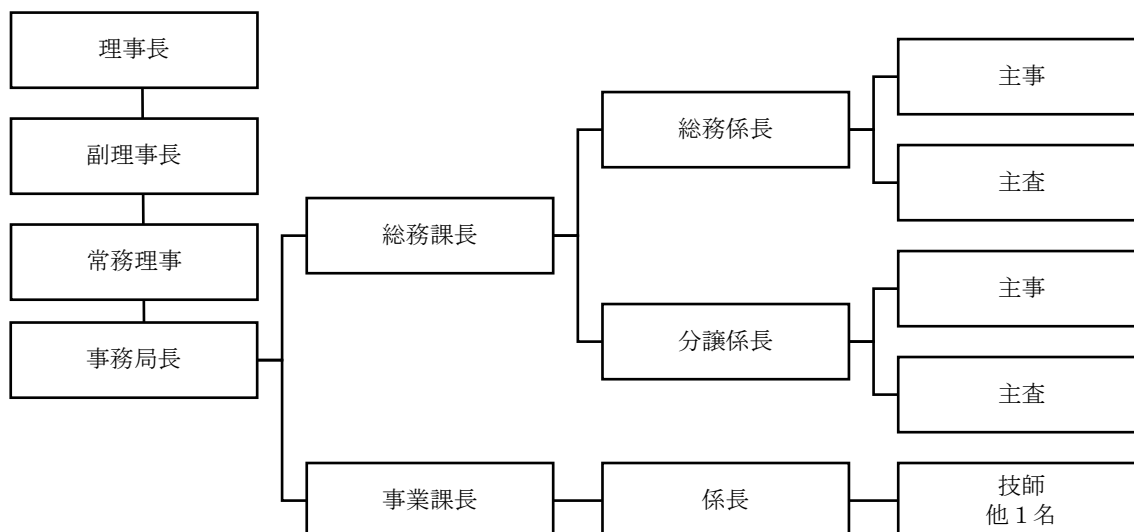 理事長
副理事長
常務理事
事務局長
総務課長
総務係長
主事
主査
分譲係長
主事
主査
事業課長
係長
技師
他１名